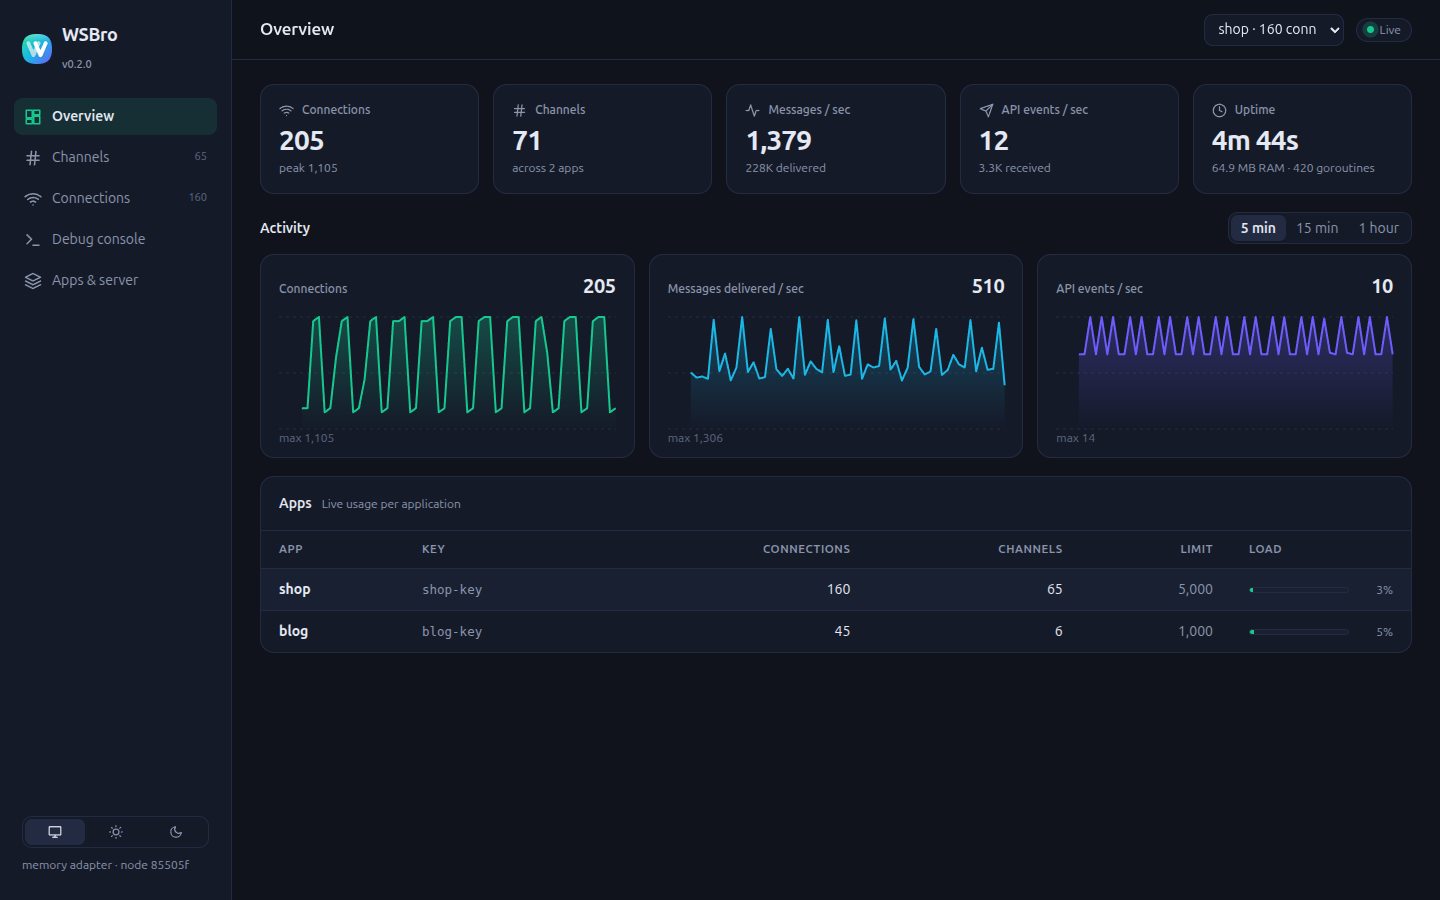 WSBro
v0.2.0
Overview
Channels 65
Connections 160
Debug console
Apps & server
memory adapter · node 85505f
Overview
shop · 160 conn
Live
Connections
205
peak 1,105
Channels
71
across 2 apps
Messages / sec
1,379
228K delivered
API events / sec
12
3.3K received
Uptime
4m 44s
64.9 MB RAM · 420 goroutines
Activity
5 min 15 min 1 hour
Connections 205
max 1,105
Messages delivered / sec 510
max 1,306
API events / sec 10
max 14
Apps Live usage per application
APP KEY CONNECTIONS CHANNELS LIMIT LOAD
shop shop-key 160 65 5,000 3%
blog blog-key 45 6 1,000 5%